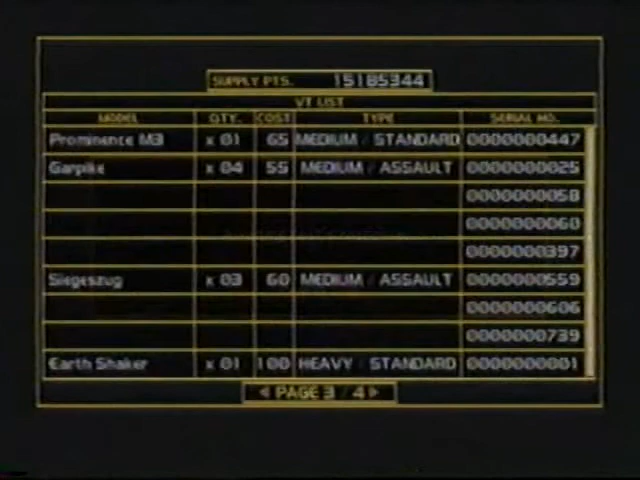 SUPPLY PTS. 15185344
VT LIST
MODEL QTY. COST TYPE SERIAL NO.
Prominence M3 x 01 65 MEDIUM / STANDARD 0000000447
Garpike x 04 55 MEDIUM / ASSAULT 0000000025
0000000058
0000000060
0000000397
Siegeszug x 03 60 MEDIUM / ASSAULT 0000000559
0000000606
0000000739
Earth Shaker x 01 100 HEAVY / STANDARD 0000000001
◀ PAGE 3 / 4 ▶